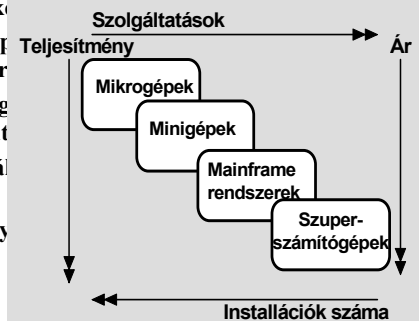 Szolgáltatások
Teljesítmény
Ár
Mikrogépek
Minigépek
Mainframe
rendszerek
Szuper-
számítógépek
Installációk száma